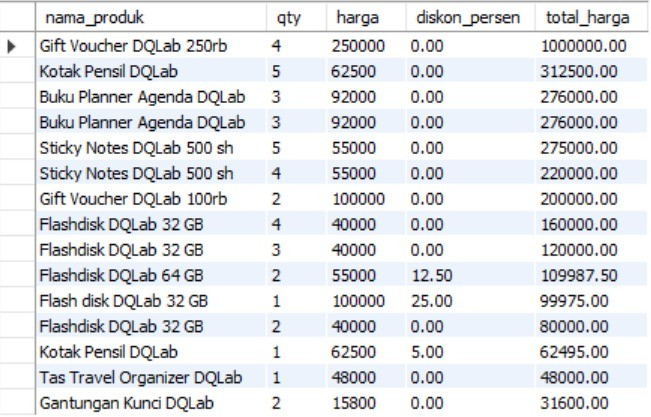 nama_produk qty harga diskon_persen total_harga
Gift Voucher DQLab 250rb 4 250000 0.00 1000000.00
Kotak Pensil DQLab 5 62500 0.00 312500.00
Buku Planner Agenda DQLab 3 92000 0.00 276000.00
Buku Planner Agenda DQLab 3 92000 0.00 276000.00
Sticky Notes DQLab 500 sh 5 55000 0.00 275000.00
Sticky Notes DQLab 500 sh 4 55000 0.00 220000.00
Gift Voucher DQLab 100rb 2 100000 0.00 200000.00
Flashdisk DQLab 32 GB 4 40000 0.00 160000.00
Flashdisk DQLab 32 GB 3 40000 0.00 120000.00
Flashdisk DQLab 64 GB 2 55000 12.50 109987.50
Flash disk DQLab 32 GB 1 100000 25.00 99975.00
Flashdisk DQLab 32 GB 2 40000 0.00 80000.00
Kotak Pensil DQLab 1 62500 5.00 62495.00
Tas Travel Organizer DQLab 1 48000 0.00 48000.00
Gantungan Kunci DQLab 2 15800 0.00 31600.00